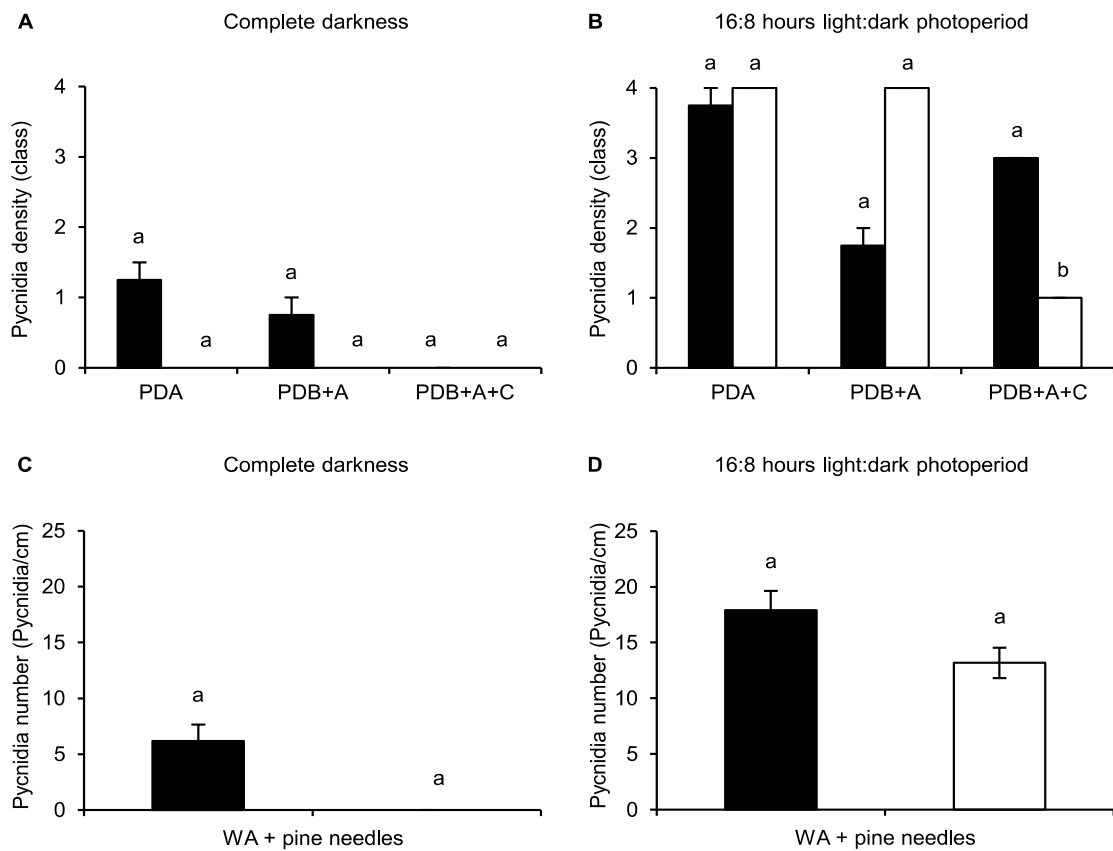 A Complete darkness
Pycnidia density (class)
4
3
2
1
0
a
a
a
a
a
a
PDA PDB+A PDB+A+C
B 16:8 hours light:dark photoperiod
Pycnidia density (class)
4
3
2
1
0
a
a
a
a
a
b
PDA PDB+A PDB+A+C
C Complete darkness
Pycnidia number (Pycnidia/cm)
25
20
15
10
5
0
a
a
WA + pine needles
D 16:8 hours light:dark photoperiod
Pycnidia number (Pycnidia/cm)
25
20
15
10
5
0
a
a
WA + pine needles